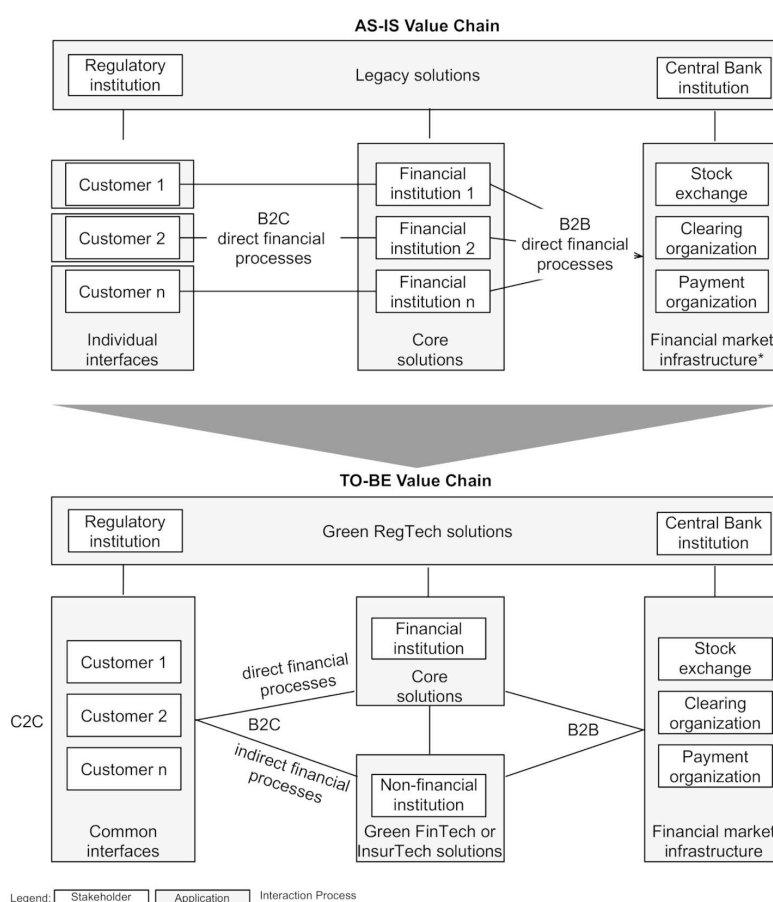 AS-IS Value Chain
Regulatory
institution
Legacy solutions
Central Bank
institution
Customer 1
Customer 2
Customer n
Individual
interfaces
B2C
direct financial
processes
Financial
institution 1
Financial
institution 2
Financial
institution n
Core
solutions
B2B
direct financial
processes
Stock
exchange
Clearing
organization
Payment
organization
Financial market
infrastructure*
TO-BE Value Chain
Regulatory
institution
Green RegTech solutions
Central Bank
institution
C2C
Customer 1
Customer 2
Customer n
Common
interfaces
direct financial
processes
B2C
indirect financial
processes
Financial
institution
Core
solutions
Non-financial
institution
Green FinTech or
InsurTech solutions
B2B
Stock
exchange
Clearing
organization
Payment
organization
Financial market
infrastructure
Legend: Stakeholder Application Interaction Process